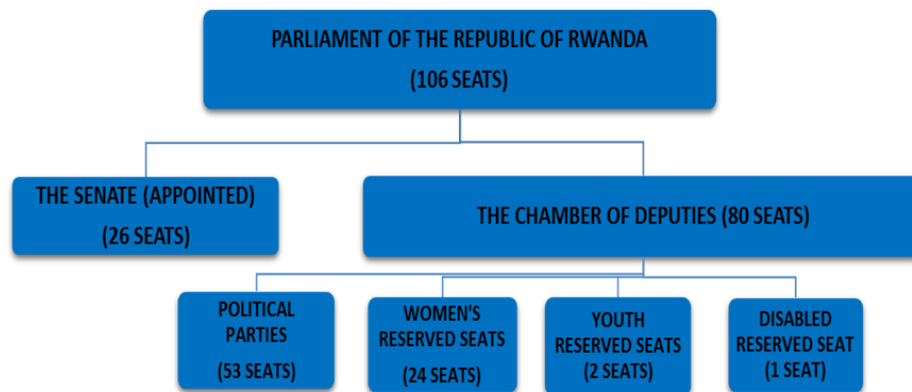 PARLIAMENT OF THE REPUBLIC OF RWANDA
(106 SEATS)
THE SENATE (APPOINTED)
(26 SEATS)
THE CHAMBER OF DEPUTIES (80 SEATS)
POLITICAL
PARTIES
(53 SEATS)
WOMEN'S
RESERVED SEATS
(24 SEATS)
YOUTH
RESERVED SEATS
(2 SEATS)
DISABLED
RESERVED SEAT
(1 SEAT)